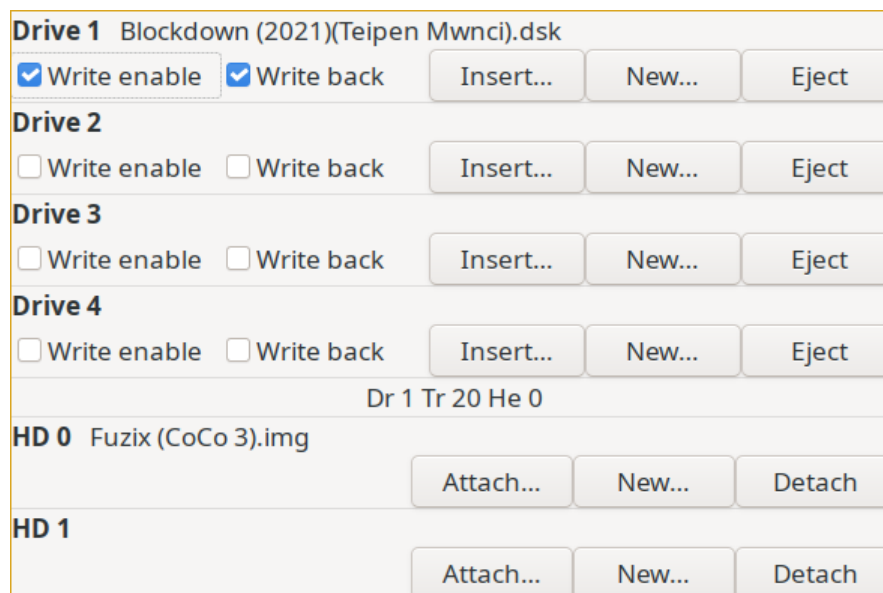 Drive 1 Blockdown (2021)(Teipen Mwnci).dsk
Write enable Write back Insert... New... Eject
Drive 2
Write enable Write back Insert... New... Eject
Drive 3
Write enable Write back Insert... New... Eject
Drive 4
Write enable Write back Insert... New... Eject
Dr 1 Tr 20 He 0
HD 0 Fuzix (CoCo 3).img
Attach... New... Detach
HD 1
Attach... New... Detach